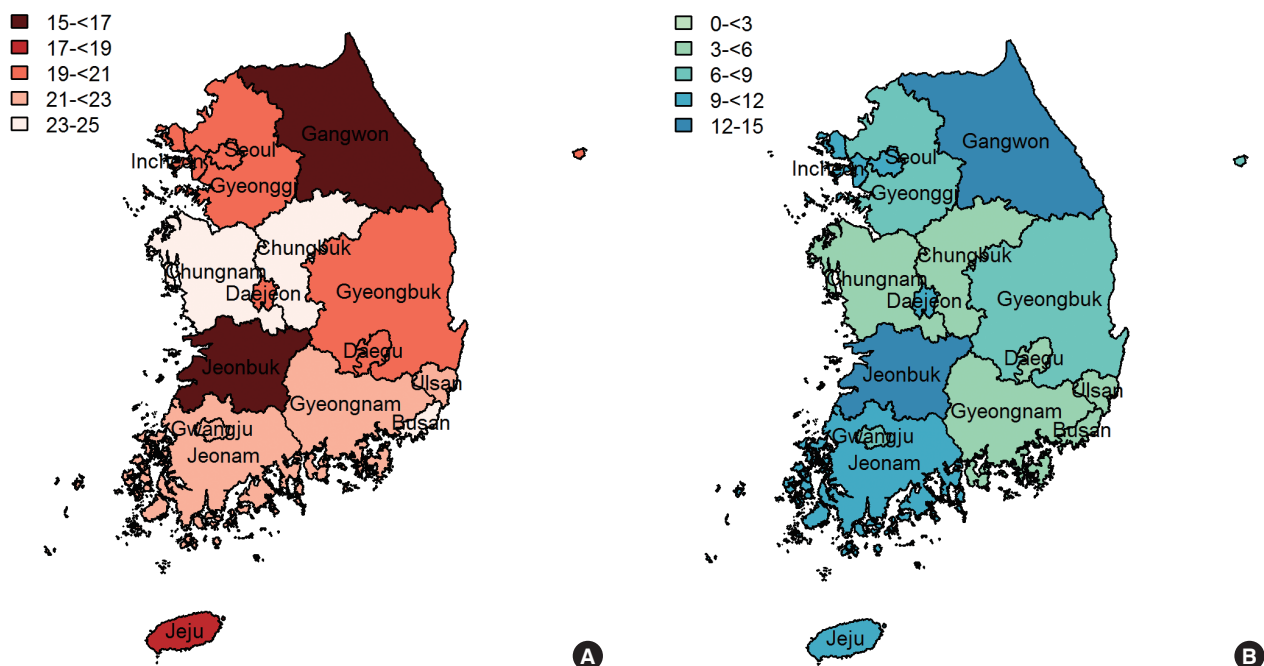 15-<17
17-<19
19-<21
21-<23
23-25
Gangwon
Seoul
Incheon
Gyeonggi
Chungbuk
Chungnam
Daejeon
Gyeongbuk
Daegu
Jeonbuk
Ulsan
Gyeongnam
Busan
Gwangju
Jeonam
Jeju
A
0-<3
3-<6
6-<9
9-<12
12-15
Gangwon
Seoul
Incheon
Gyeonggi
Chungbuk
Chungnam
Daejeon
Gyeongbuk
Daegu
Jeonbuk
Ulsan
Gyeongnam
Busan
Gwangju
Jeonam
Jeju
B